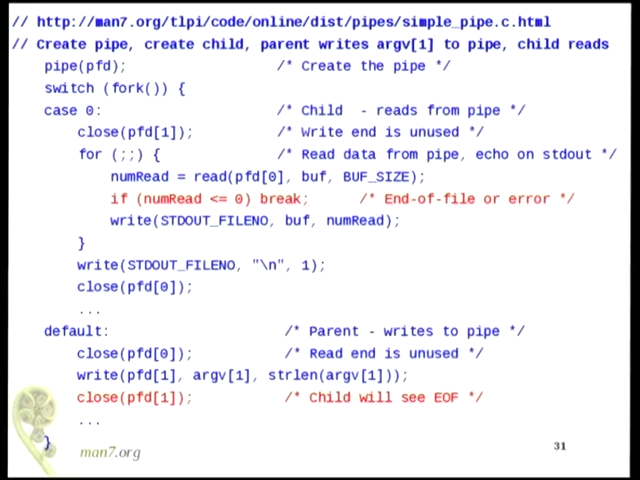 // http://man7.org/tlpi/code/online/dist/pipes/simple_pipe.c.html
// Create pipe, create child, parent writes argv[1] to pipe, child reads
pipe(pfd); /* Create the pipe */
switch (fork()) {
case 0: /* Child - reads from pipe */
close(pfd[1]); /* Write end is unused */
for (;;) { /* Read data from pipe, echo on stdout */
numRead = read(pfd[0], buf, BUF_SIZE);
if (numRead <= 0) break; /* End-of-file or error */
write(STDOUT_FILENO, buf, numRead);
}
write(STDOUT_FILENO, "\n", 1);
close(pfd[0]);
...
default: /* Parent - writes to pipe */
close(pfd[0]); /* Read end is unused */
write(pfd[1], argv[1], strlen(argv[1]));
close(pfd[1]); /* Child will see EOF */
...
}
man7.org
31